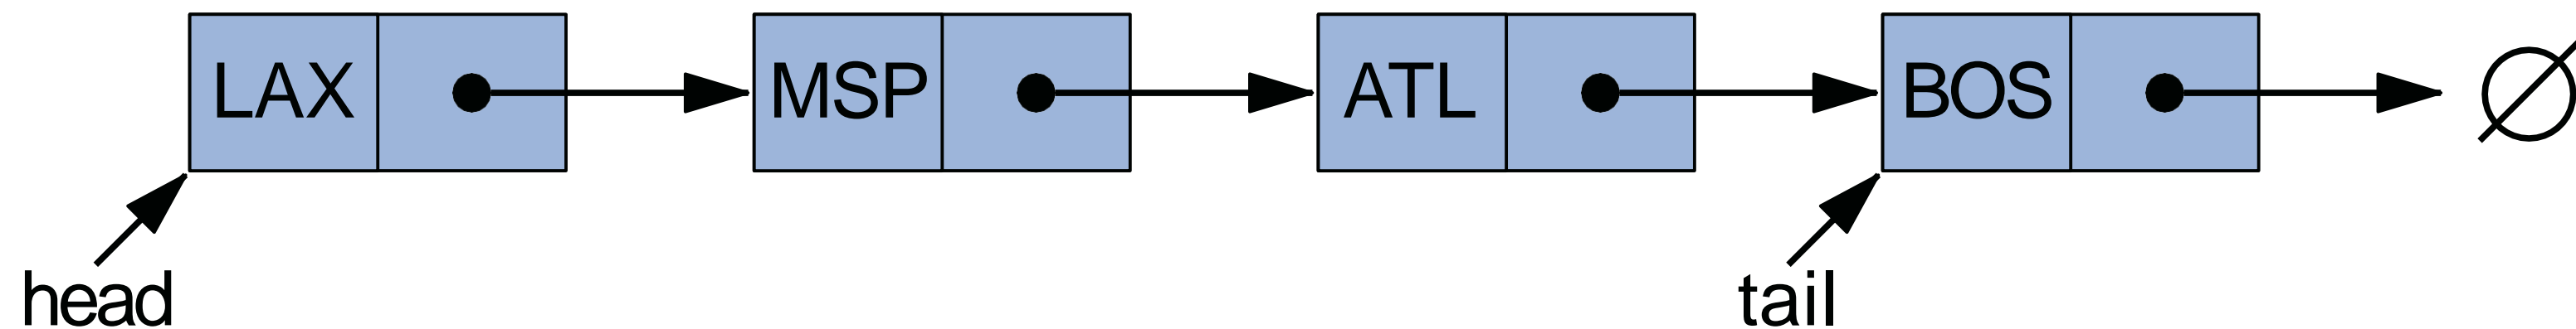 LAX MSP ATL BOS ∅
head tail